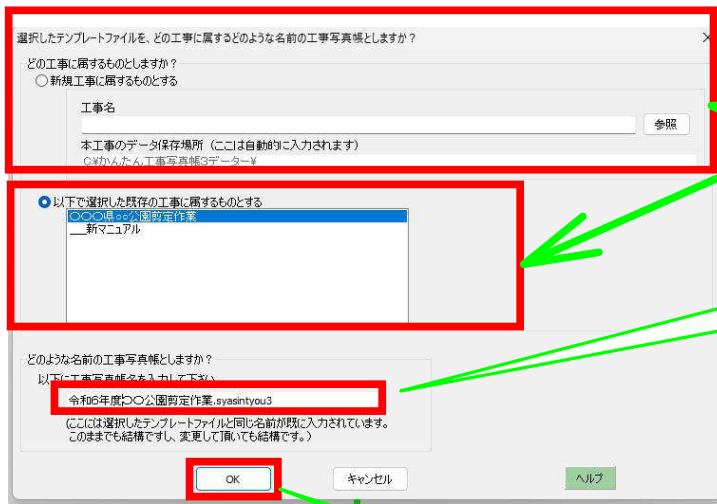 選択したテンプレートファイルを、どの工事に属するどのような名前の工事写真帳としますか？
どの工事に属するものとしますか？
新規工事に属するものとする
工事名
参照
本工事のデータ保存場所（ここは自動的に入力されます）
C:¥かんたん工事写真帳3データー¥
以下で選択した既存の工事に属するものとする
〇〇〇県○○公園剪定作業
__新マニュアル
どのような名前の工事写真帳としますか？
以下に工事写真帳名を入力して下さい
令和6年度〇〇公園剪定作業.syasintyou3
(ここには選択したテンプレートファイルと同じ名前が既に入力されています。
このままでも結構ですし、変更して頂いても結構です。)
OK
キャンセル
ヘルプ